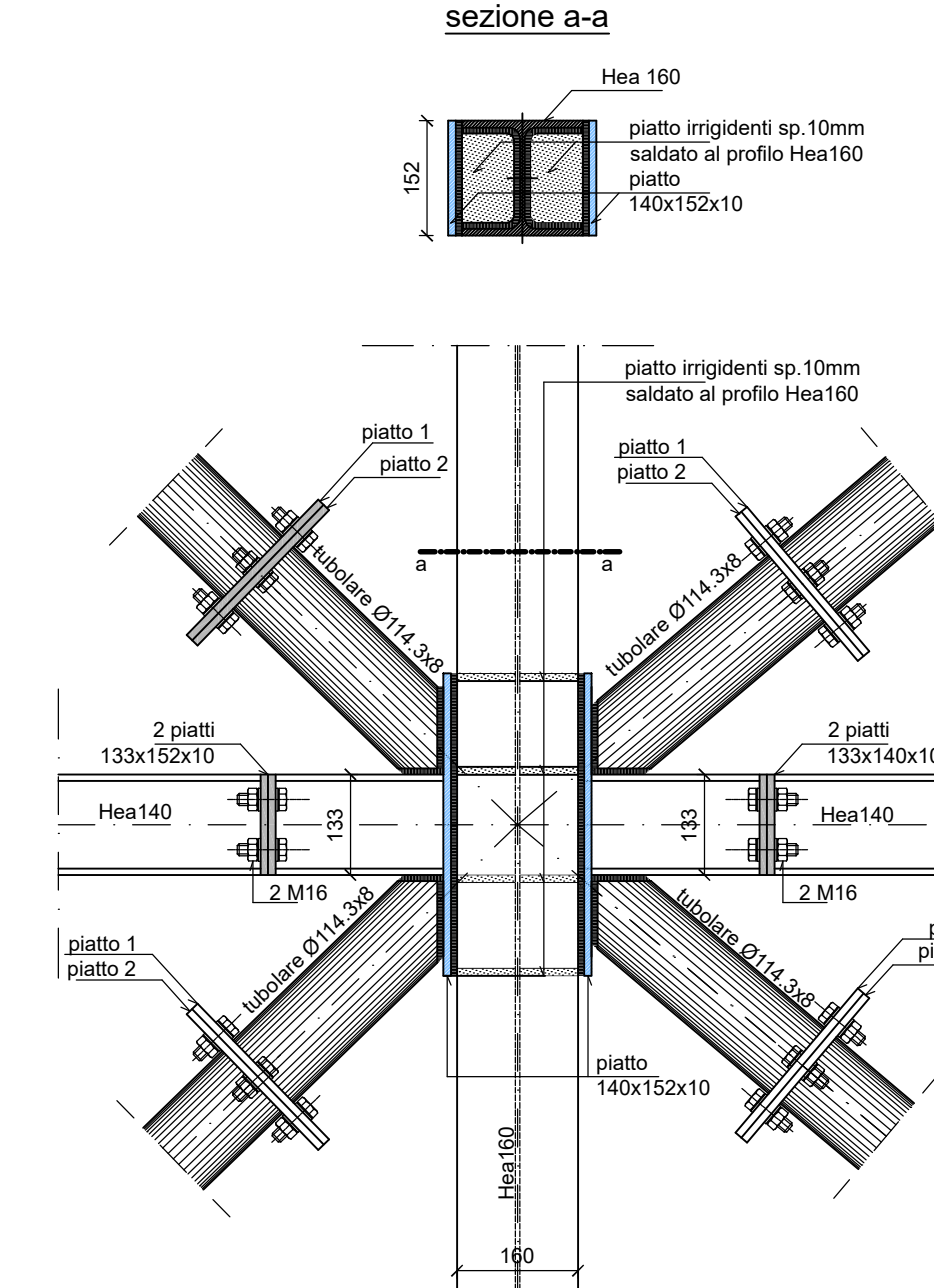 sezione a-a
Hea 160
piatto irrigidenti sp.10mm
saldato al profilo Hea160
piatto
140x152x10
152
piatto irrigidenti sp.10mm
saldato al profilo Hea160
piatto 1
piatto 2
piatto 1
piatto 2
a
a
tubolare Ø114.3x8
tubolare Ø114.3x8
2 piatti
133x152x10
2 piatti
133x140x10
Hea140
133
133
Hea140
2 M16
2 M16
tubolare Ø114.3x8
tubolare Ø114.3x8
piatto 1
piatto 2
p
pi
piatto
140x152x10
Hea160
160